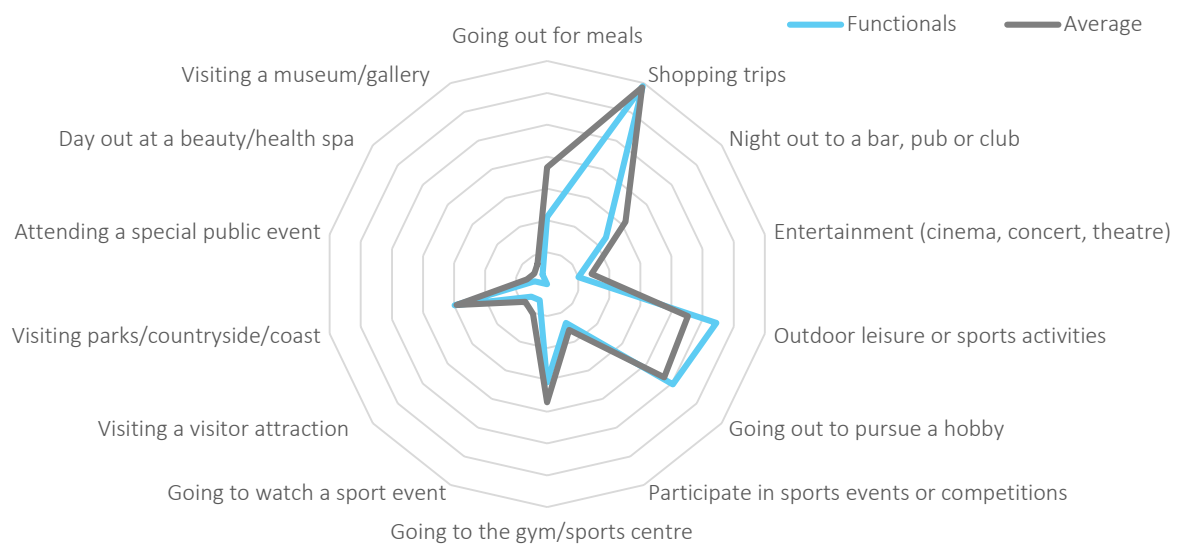 Functionals
Average
Going out for meals
Shopping trips
Night out to a bar, pub or club
Entertainment (cinema, concert, theatre)
Outdoor leisure or sports activities
Going out to pursue a hobby
Participate in sports events or competitions
Going to the gym/sports centre
Going to watch a sport event
Visiting a visitor attraction
Visiting parks/countryside/coast
Attending a special public event
Day out at a beauty/health spa
Visiting a museum/gallery